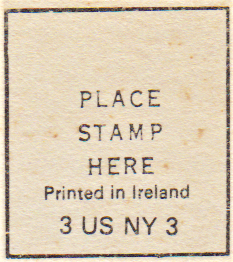 PLACE
STAMP
HERE
Printed in Ireland
3 US NY 3